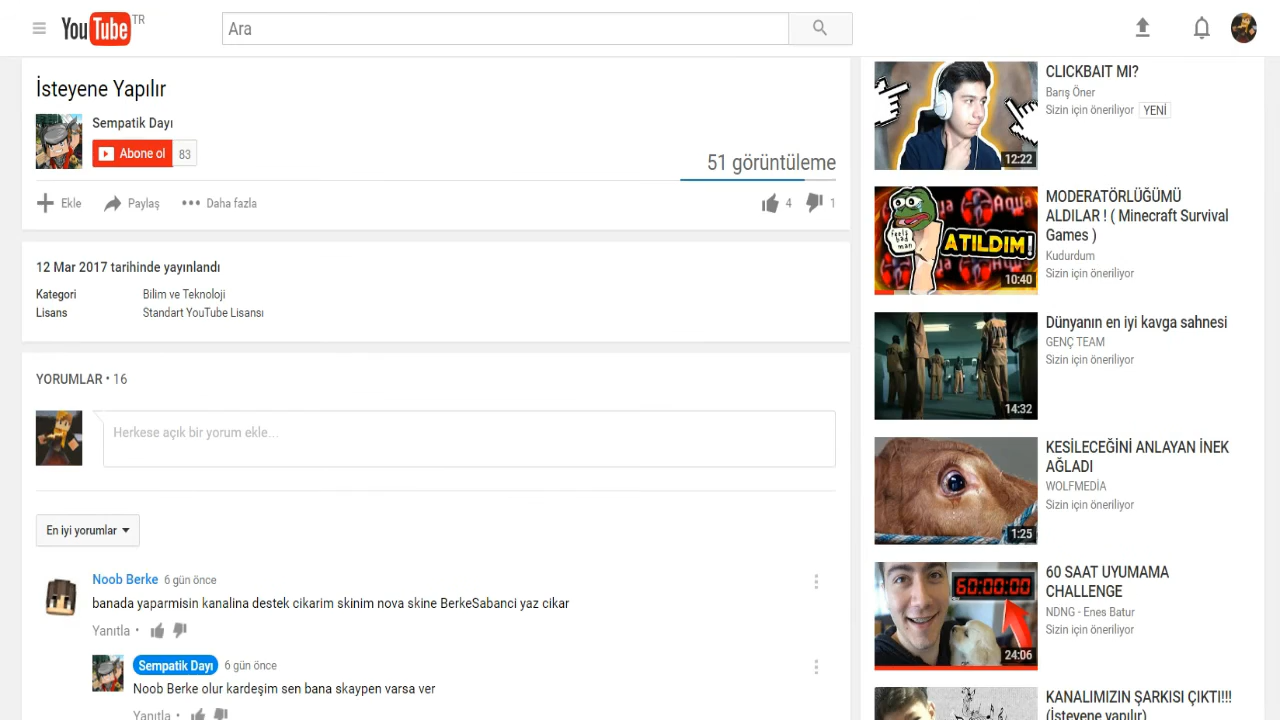 YouTube TR
Ara
İsteyene Yapılır
Sempatik Dayı
Abone ol 83
51 görüntüleme
Ekle Paylaş Daha fazla 4 1
12 Mar 2017 tarihinde yayınlandı
Kategori Bilim ve Teknoloji
Lisans Standart YouTube Lisansı
YORUMLAR • 16
Herkese açık bir yorum ekle...
En iyi yorumlar
Noob Berke 6 gün önce
banada yaparmisin kanalina destek cikarim skinim nova skine BerkeSabanci yaz cikar
Yanıtla •
Sempatik Dayı 6 gün önce
Noob Berke olur kardeşim sen bana skaypen varsa ver
Yanıtla •
12:22
CLICKBAIT MI?
Barış Öner
Sizin için öneriliyor YENİ
feels
bad
man
Aqua
ATILDIM!
10:40
MODERATÖRLÜĞÜMÜ
ALDILAR ! ( Minecraft Survival
Games )
Kudurdum
Sizin için öneriliyor
14:32
Dünyanın en iyi kavga sahnesi
GENÇ TEAM
Sizin için öneriliyor
1:25
KESİLECEĞİNİ ANLAYAN İNEK
AĞLADI
WOLFMEDİA
Sizin için öneriliyor
60:00:00
24:06
60 SAAT UYUMAMA
CHALLENGE
NDNG - Enes Batur
Sizin için öneriliyor
KANALIMIZIN ŞARKISI ÇIKTI!!!
(İsteyene yapılır)